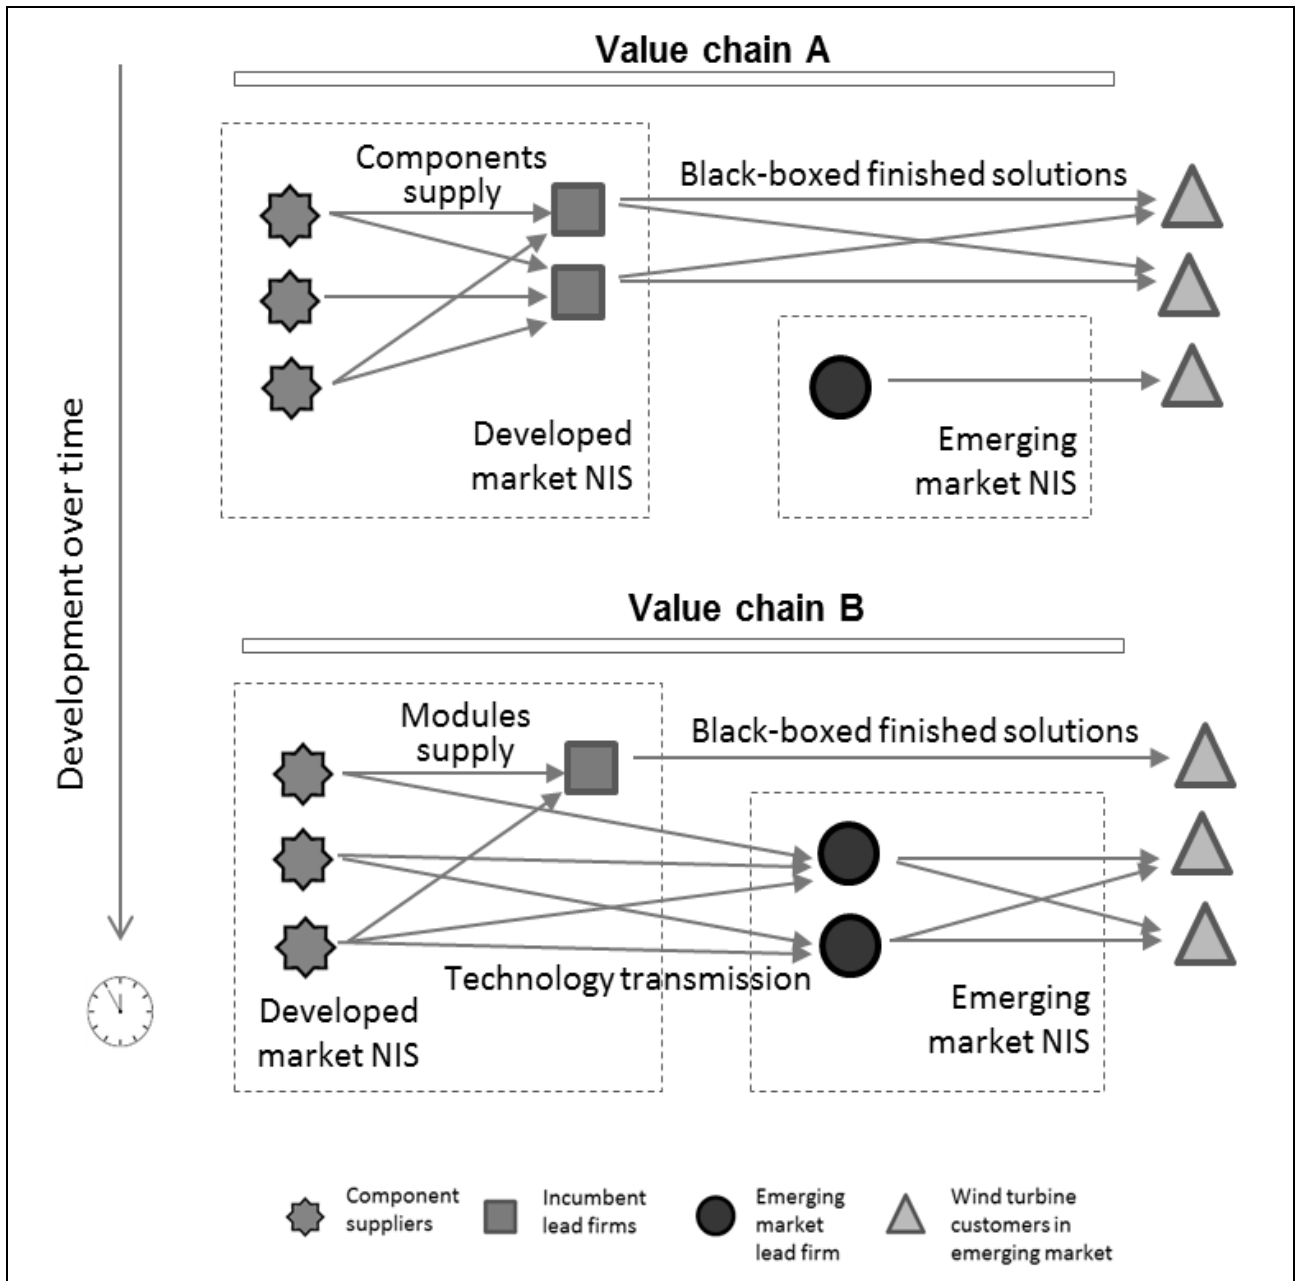 Value chain A
Components
supply
Black-boxed finished solutions
Developed
market NIS
Emerging
market NIS
Development over time
Value chain B
Modules
supply
Black-boxed finished solutions
Technology transmission
Developed
market NIS
Emerging
market NIS
Component
suppliers
Incumbent
lead firms
Emerging
market
lead firm
Wind turbine
customers in
emerging market